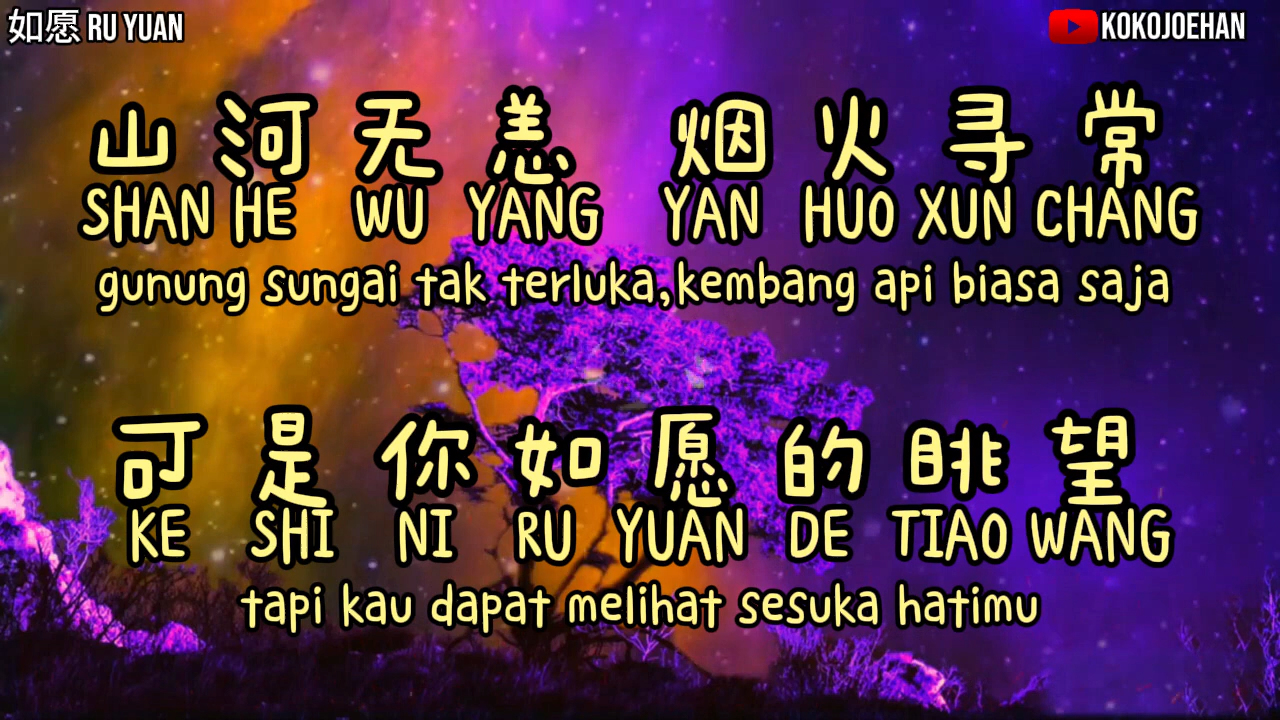 如愿 RU YUAN
KOKOJOEHAN
山 河 无 恙 烟 火 寻 常
SHAN HE WU YANG YAN HUO XUN CHANG
gunung sungai tak terluka,kembang api biasa saja
可 是 你 如 愿 的 眺 望
KE SHI NI RU YUAN DE TIAO WANG
tapi kau dapat melihat sesuka hatimu